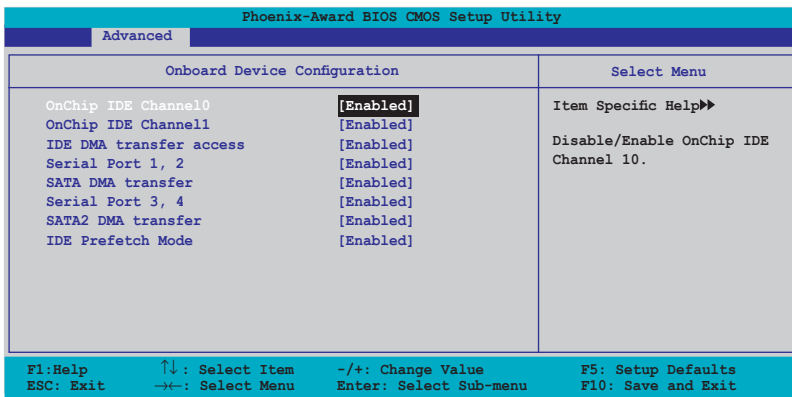 Phoenix-Award BIOS CMOS Setup Utility
Advanced
Onboard Device Configuration
Select Menu
OnChip IDE Channel0 [Enabled]
OnChip IDE Channel1 [Enabled]
IDE DMA transfer access [Enabled]
Serial Port 1, 2 [Enabled]
SATA DMA transfer [Enabled]
Serial Port 3, 4 [Enabled]
SATA2 DMA transfer [Enabled]
IDE Prefetch Mode [Enabled]
Item Specific Help▶▶
Disable/Enable OnChip IDE
Channel 10.
F1:Help ↑↓: Select Item -/+: Change Value F5: Setup Defaults
ESC: Exit →←: Select Menu Enter: Select Sub-menu F10: Save and Exit